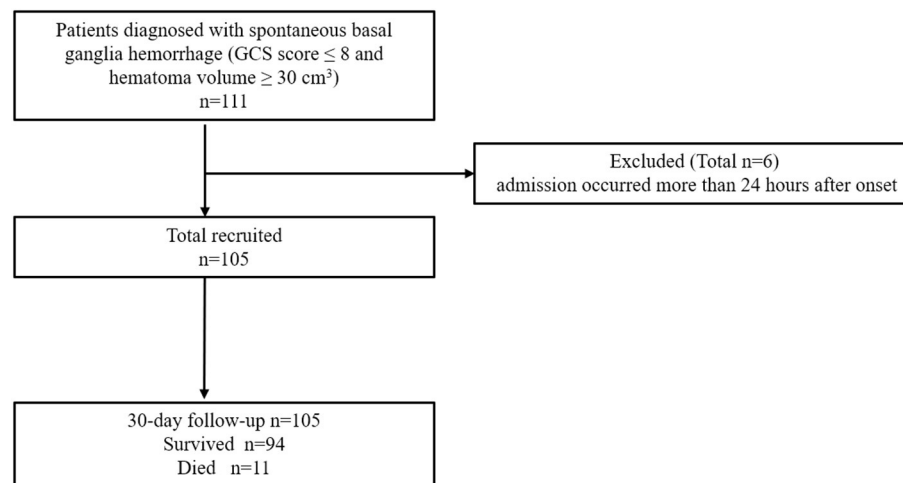 Patients diagnosed with spontaneous basal
ganglia hemorrhage (GCS score ≤ 8 and
hematoma volume ≥ 30 cm³)
n=111
Excluded (Total n=6)
admission occurred more than 24 hours after onset
Total recruited
n=105
30-day follow-up n=105
Survived n=94
Died n=11